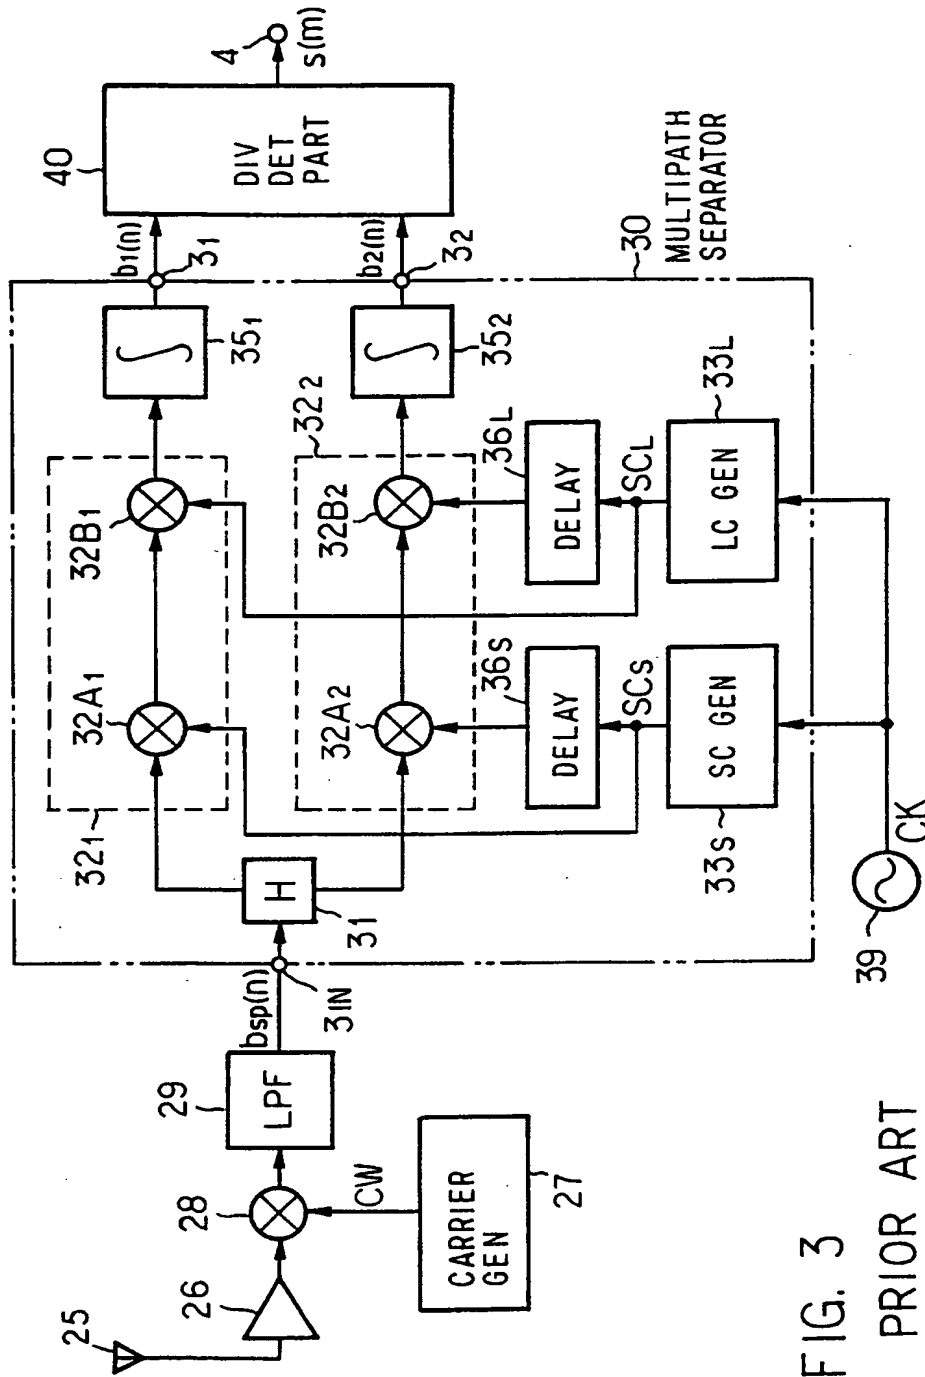 25
26
28
CW
CARRIER
GEN
27
29
LPF
bsp(n)
3IN
31
H
321
32A1
32B1
351
∫
b1(n)
31
322
32A2
32B2
352
∫
b2(n)
32
40
DIV
DET
PART
4
s(m)
36S
DELAY
SCS
SC GEN
33S
36L
DELAY
SCL
LC GEN
33L
30
MULTIPATH
SEPARATOR
39
CK
FIG. 3
PRIOR ART